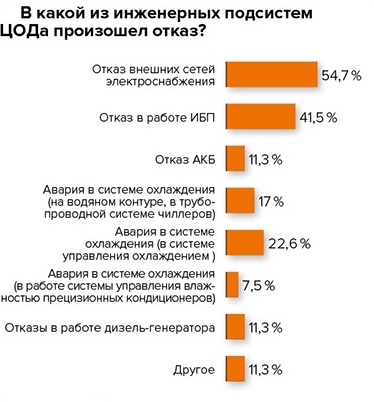 В какой из инженерных подсистем
ЦОДа произошел отказ?
Отказ внешних сетей
электроснабжения
54,7 %
Отказ в работе ИБП
41,5 %
Отказ АКБ
11,3 %
Авария в системе охлаждения
(на водяном контуре, в трубо-
проводной системе чиллеров)
17 %
Авария в системе
охлаждения (в системе
управления охлаждением )
22,6 %
Авария в системе охлаждения
(в работе системы управления влаж-
ностью прецизионных кондиционеров)
7,5 %
Отказы в работе дизель-генератора
11,3 %
Другое
11,3 %